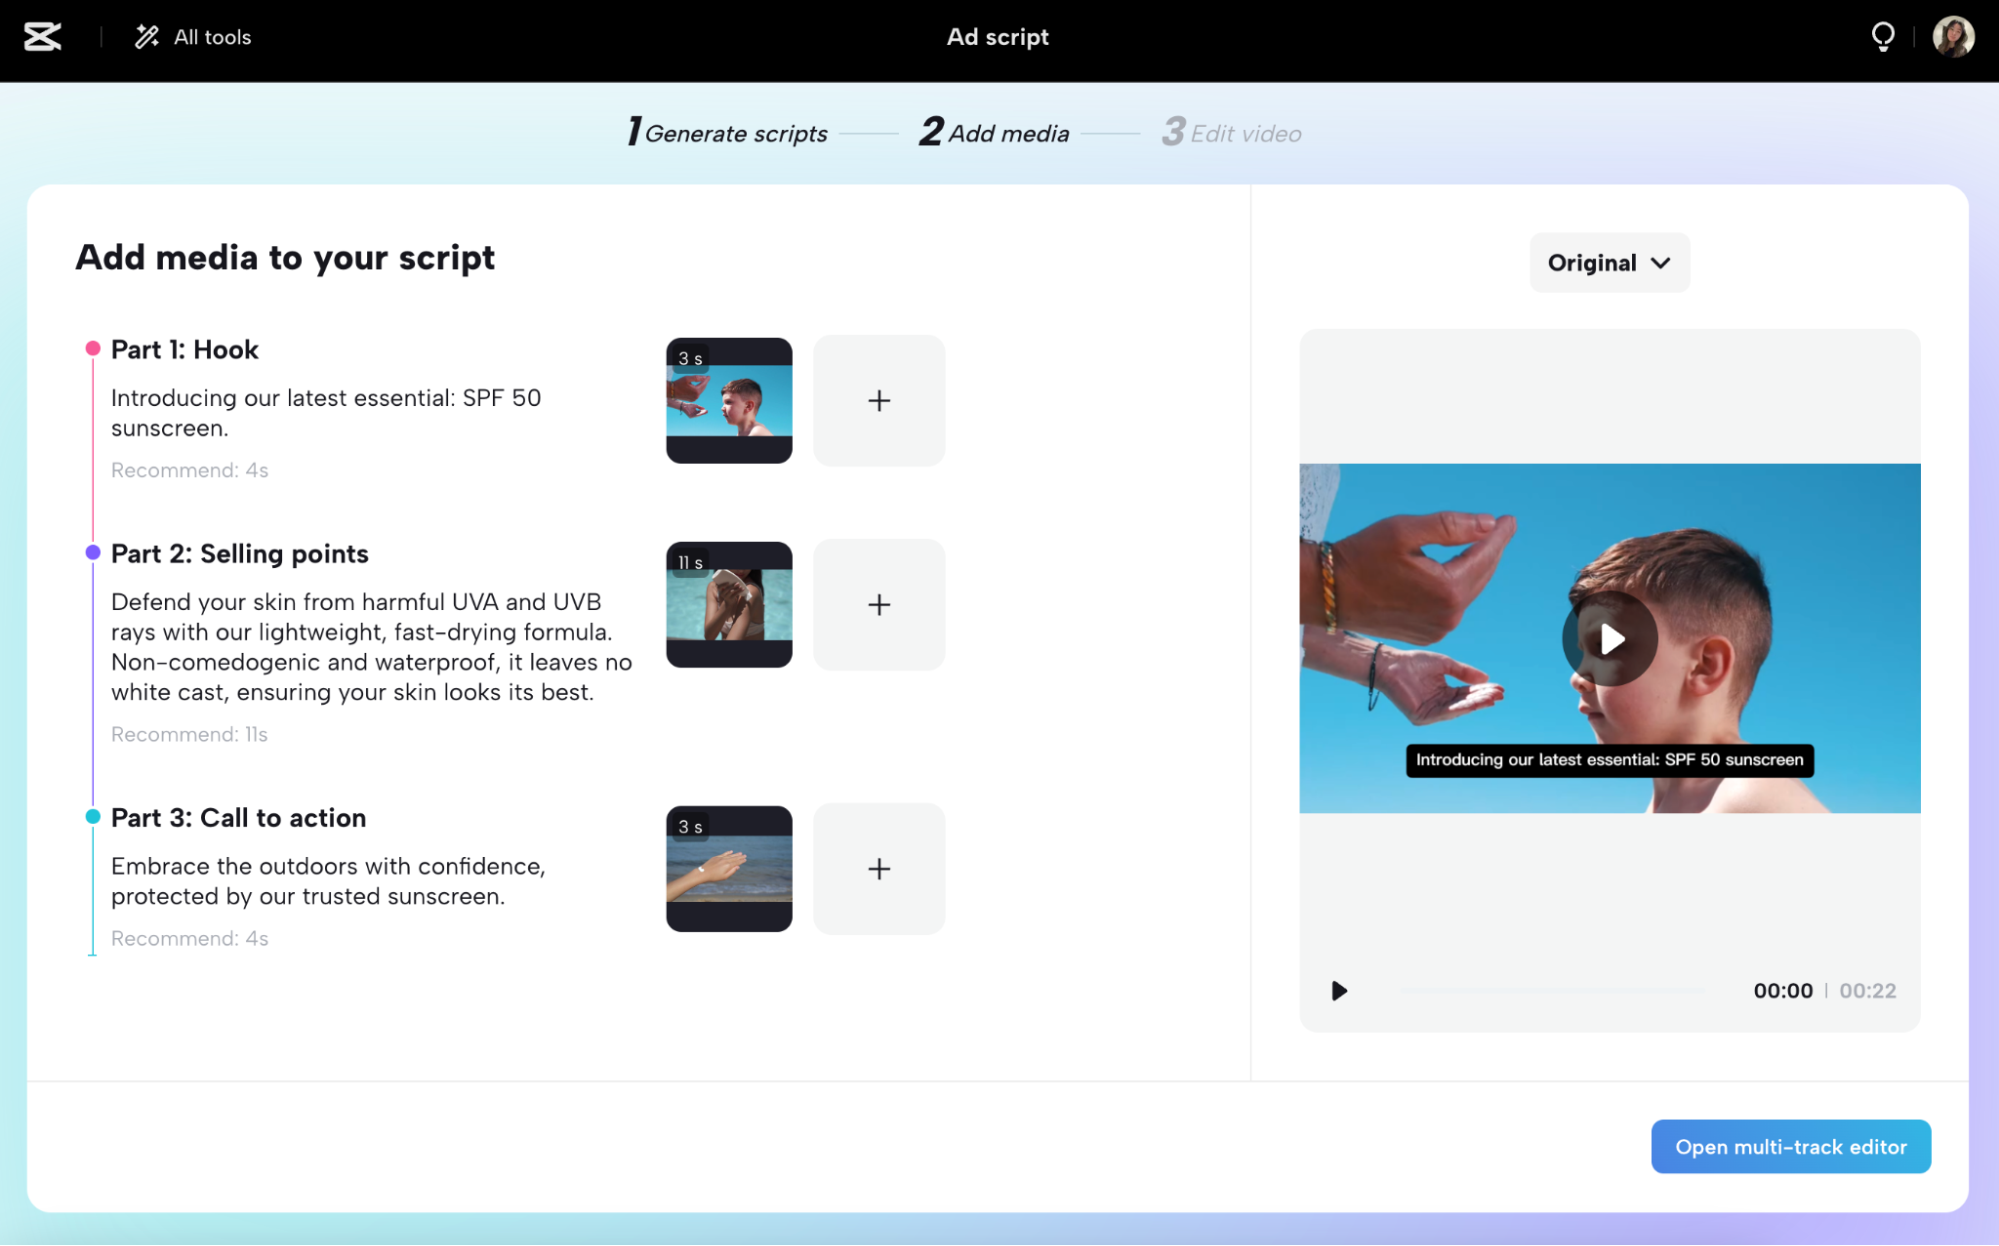 All tools
Ad script
1 Generate scripts
2 Add media
3 Edit video
Add media to your script
Original
Part 1: Hook
3 s
Introducing our latest essential: SPF 50
sunscreen.
Recommend: 4s
Part 2: Selling points
11 s
Defend your skin from harmful UVA and UVB
rays with our lightweight, fast-drying formula.
Non-comedogenic and waterproof, it leaves no
white cast, ensuring your skin looks its best.
Recommend: 11s
Part 3: Call to action
3 s
Embrace the outdoors with confidence,
protected by our trusted sunscreen.
Recommend: 4s
Introducing our latest essential: SPF 50 sunscreen
00:00 | 00:22
Open multi-track editor